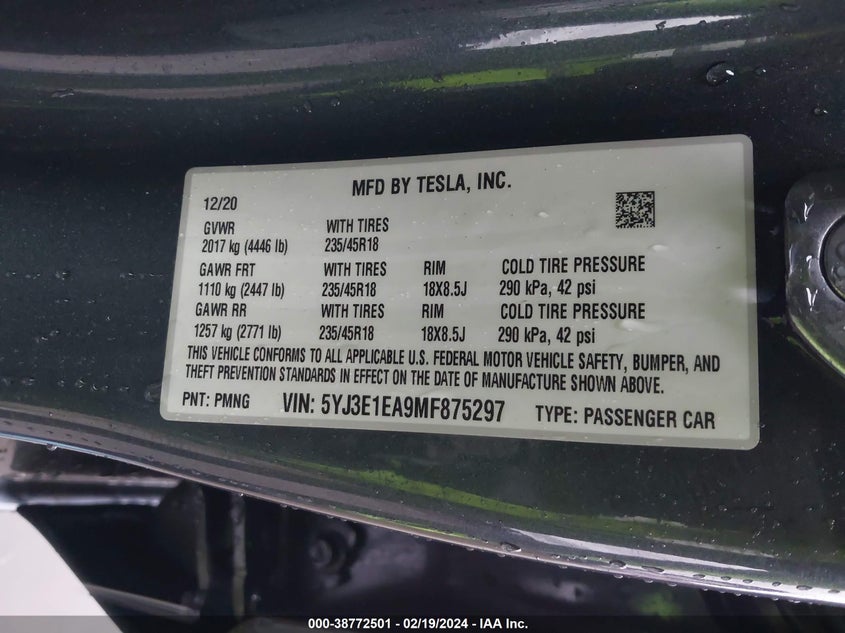 MFD BY TESLA, INC.
12/20
GVWR WITH TIRES
2017 kg (4446 lb) 235/45R18
GAWR FRT WITH TIRES RIM COLD TIRE PRESSURE
1110 kg (2447 lb) 235/45R18 18X8.5J 290 kPa, 42 psi
GAWR RR WITH TIRES RIM COLD TIRE PRESSURE
1257 kg (2771 lb) 235/45R18 18X8.5J 290 kPa, 42 psi
THIS VEHICLE CONFORMS TO ALL APPLICABLE U.S. FEDERAL MOTOR VEHICLE SAFETY, BUMPER, AND
THEFT PREVENTION STANDARDS IN EFFECT ON THE DATE OF MANUFACTURE SHOWN ABOVE.
PNT: PMNG VIN: 5YJ3E1EA9MF875297 TYPE: PASSENGER CAR
000-38772501 - 02/19/2024 - IAA Inc.